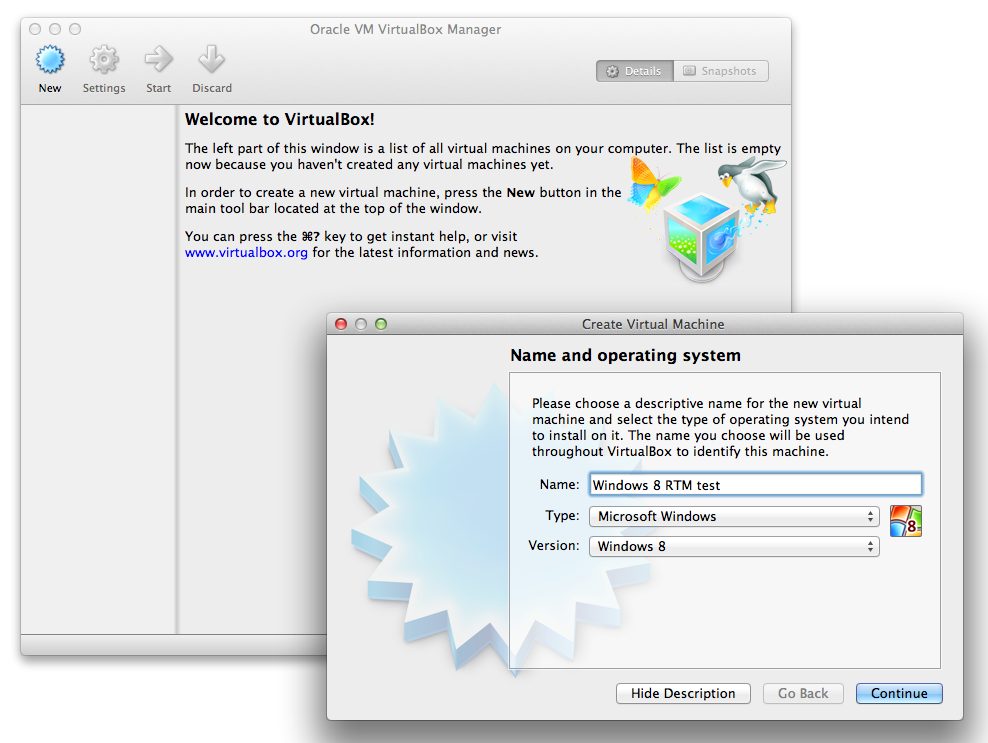 Oracle VM VirtualBox Manager
New
Settings
Start
Discard
Details
Snapshots
Welcome to VirtualBox!
The left part of this window is a list of all virtual machines on your computer. The list is empty
now because you haven't created any virtual machines yet.
In order to create a new virtual machine, press the New button in the
main tool bar located at the top of the window.
You can press the ⌘? key to get instant help, or visit
www.virtualbox.org for the latest information and news.
Create Virtual Machine
Name and operating system
Please choose a descriptive name for the new virtual
machine and select the type of operating system you intend
to install on it. The name you choose will be used
throughout VirtualBox to identify this machine.
Name: Windows 8 RTM test
Type: Microsoft Windows
8
Version: Windows 8
Hide Description
Go Back
Continue